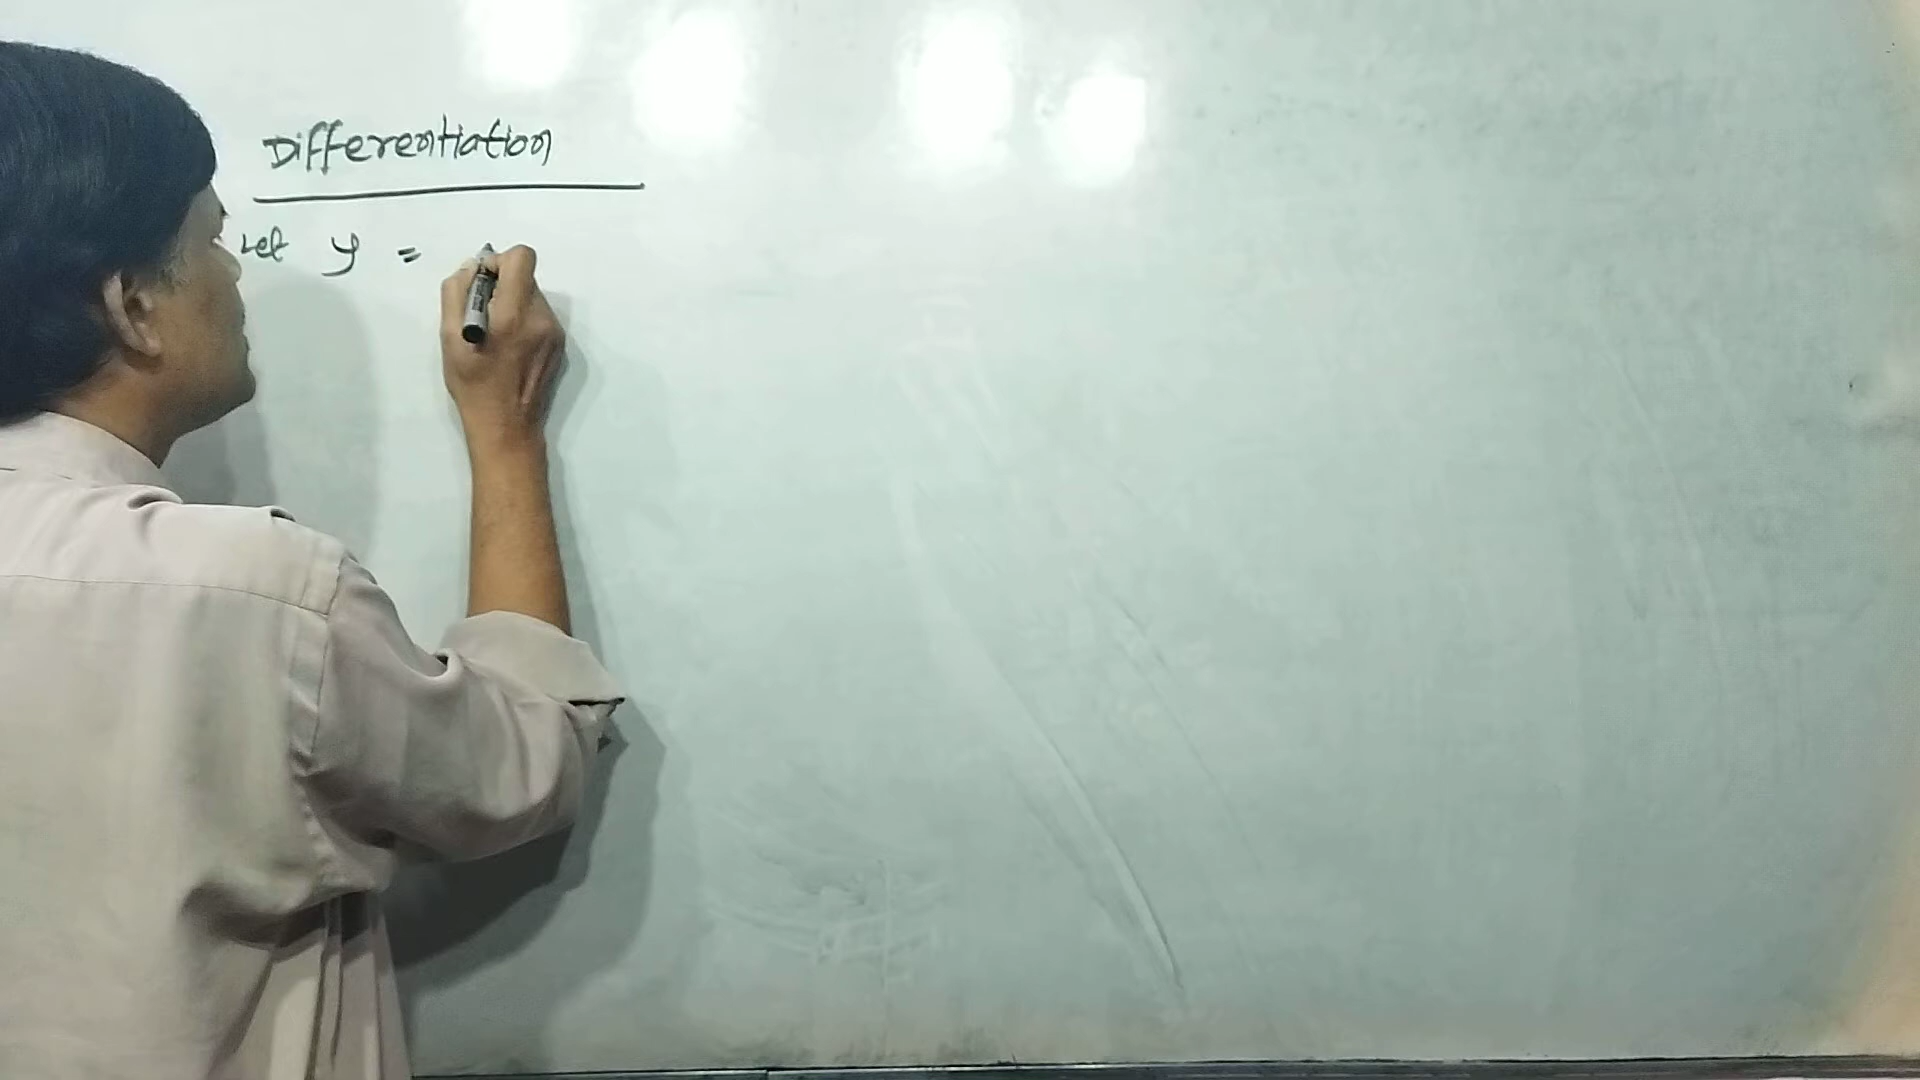 Differentiation
Let y =